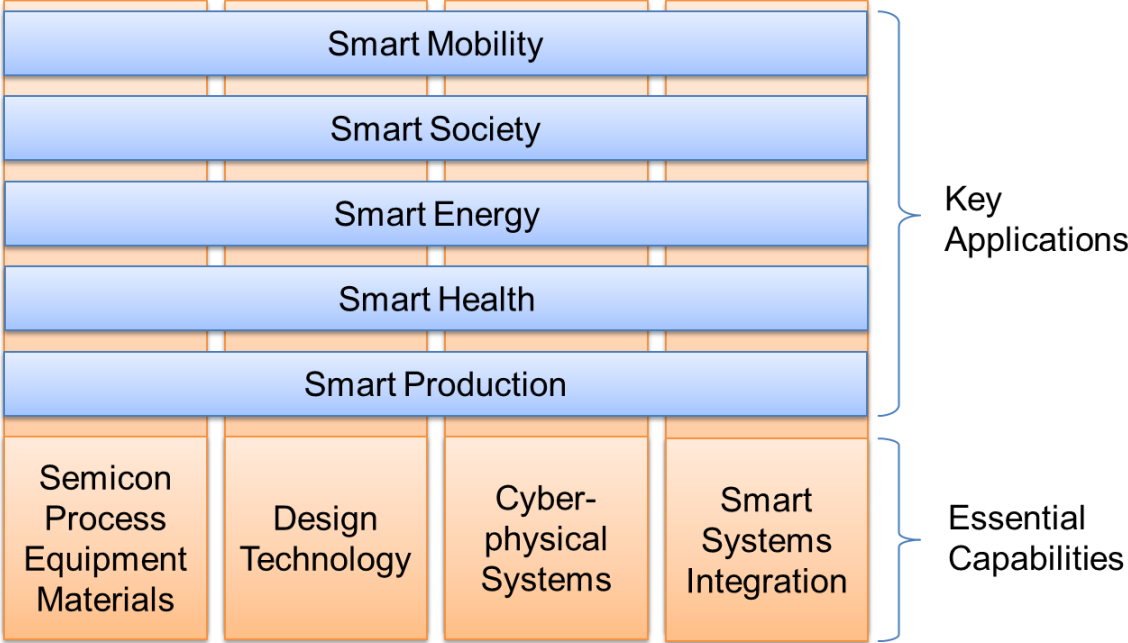 Smart Mobility
Smart Society
Smart Energy
Smart Health
Smart Production
Key
Applications
Semicon
Process
Equipment
Materials
Design
Technology
Cyber-
physical
Systems
Smart
Systems
Integration
Essential
Capabilities